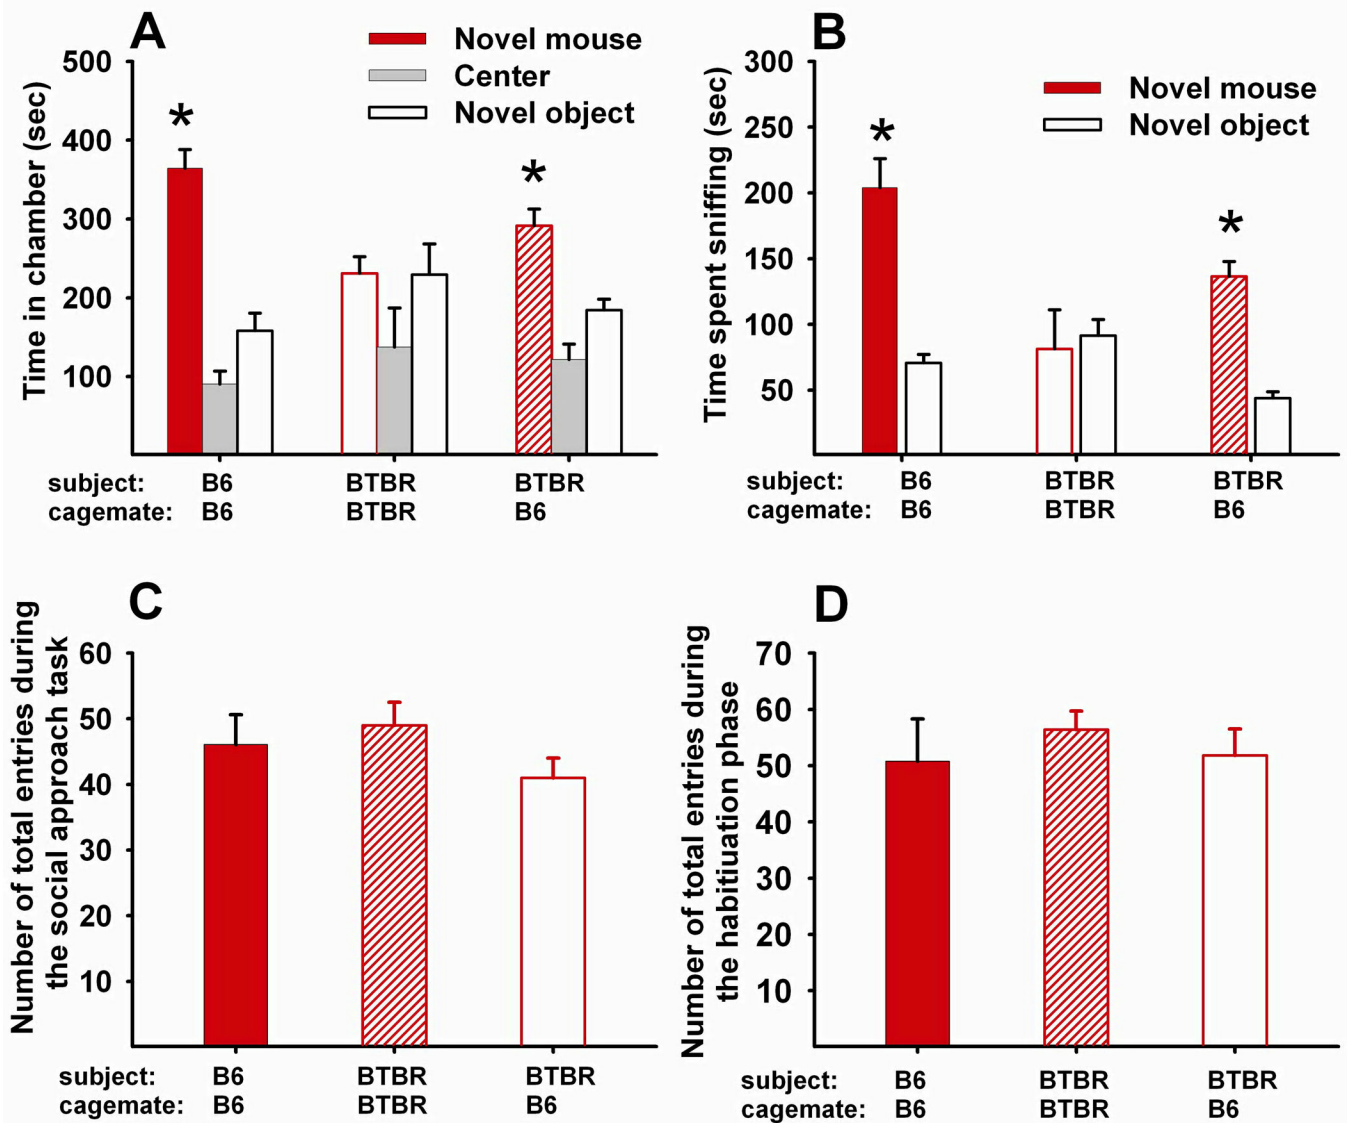 A
Novel mouse
Center
Novel object
Time in chamber (sec)
500
400
300
200
100
*
*
subject: B6 BTBR BTBR
cagemate: B6 BTBR B6
B
Novel mouse
Novel object
Time spent sniffing (sec)
300
250
200
150
100
50
*
*
subject: B6 BTBR BTBR
cagemate: B6 BTBR B6
C
Number of total entries during
the social approach task
60
50
40
30
20
10
subject: B6 BTBR BTBR
cagemate: B6 BTBR B6
D
Number of total entries during
the habitiuation phase
70
60
50
40
30
20
10
subject: B6 BTBR BTBR
cagemate: B6 BTBR B6